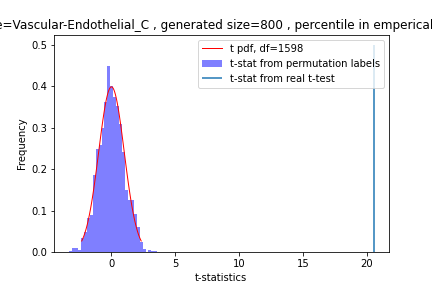 e=Vascular-Endothelial_C , generated size=800 , percentile in emperical
t pdf, df=1598
t-stat from permutation labels
t-stat from real t-test
Frequency
0.5
0.4
0.3
0.2
0.1
0.0
0
5
10
15
20
t-statistics